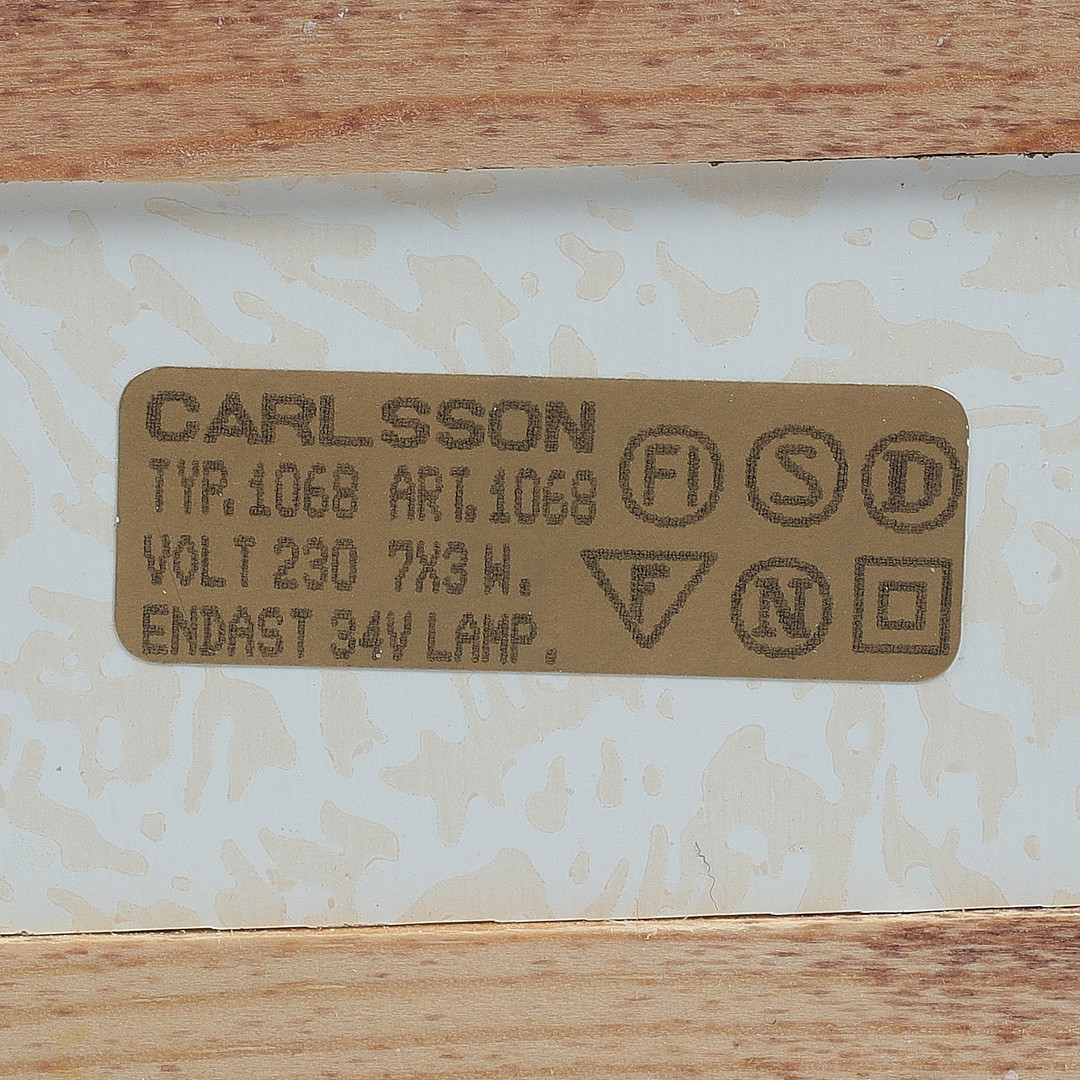 CARLSSON
TYP. 1068 ART. 1068
VOLT 230 7X3 W.
ENDAST 34V LAMP.
FI S D
F N